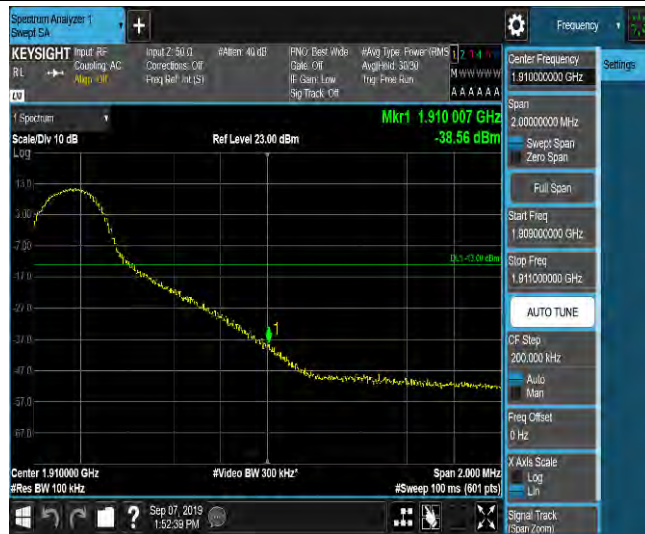 Spectrum Analyzer 1
Swept SA
Frequency
KEYSIGHT
RL
Input: RF
Coupling: AC
Align: Off
Input Z: 50 Ω
Corrections: Off
Freq Ref: Int (S)
#Atten: 40 dB
PNO: Best Wide
Gate: Off
IF Gain: Low
Sig Track: Off
#Avg Type: Power (RMS
Avg|Hold: 30/30
Trig: Free Run
M W W W W W
A A A A A A
1 Spectrum
Scale/Div 10 dB
Log
Ref Level 23.00 dBm
Mkr1 1.910 007 GHz
-38.56 dBm
13.0
3.00
-7.00
DL1 -13.00 dBm
-17.0
-27.0
-37.0
-47.0
-57.0
-67.0
1
Center 1.910000 GHz
#Res BW 100 kHz
#Video BW 300 kHz*
Span 2.000 MHz
#Sweep 100 ms (601 pts)
Sep 07, 2019
1:52:39 PM
Center Frequency
1.910000000 GHz
Settings
Span
2.00000000 MHz
Swept Span
Zero Span
Full Span
Start Freq
1.909000000 GHz
Stop Freq
1.911000000 GHz
AUTO TUNE
CF Step
200.000 kHz
Auto
Man
Freq Offset
0 Hz
X Axis Scale
Log
Lin
Signal Track
(Span Zoom)